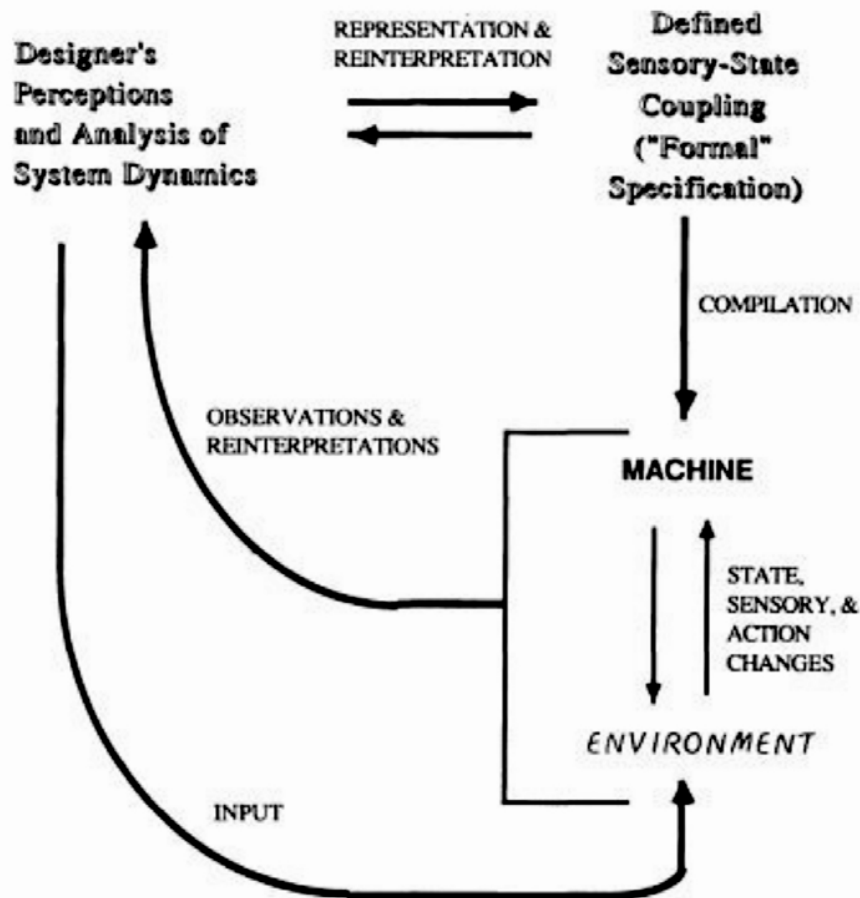 Designer's
Perceptions
and Analysis of
System Dynamics
REPRESENTATION &
REINTERPRETATION
Defined
Sensory-State
Coupling
("Formal"
Specification)
COMPILATION
OBSERVATIONS &
REINTERPRETATIONS
MACHINE
STATE,
SENSORY, &
ACTION
CHANGES
ENVIRONMENT
INPUT